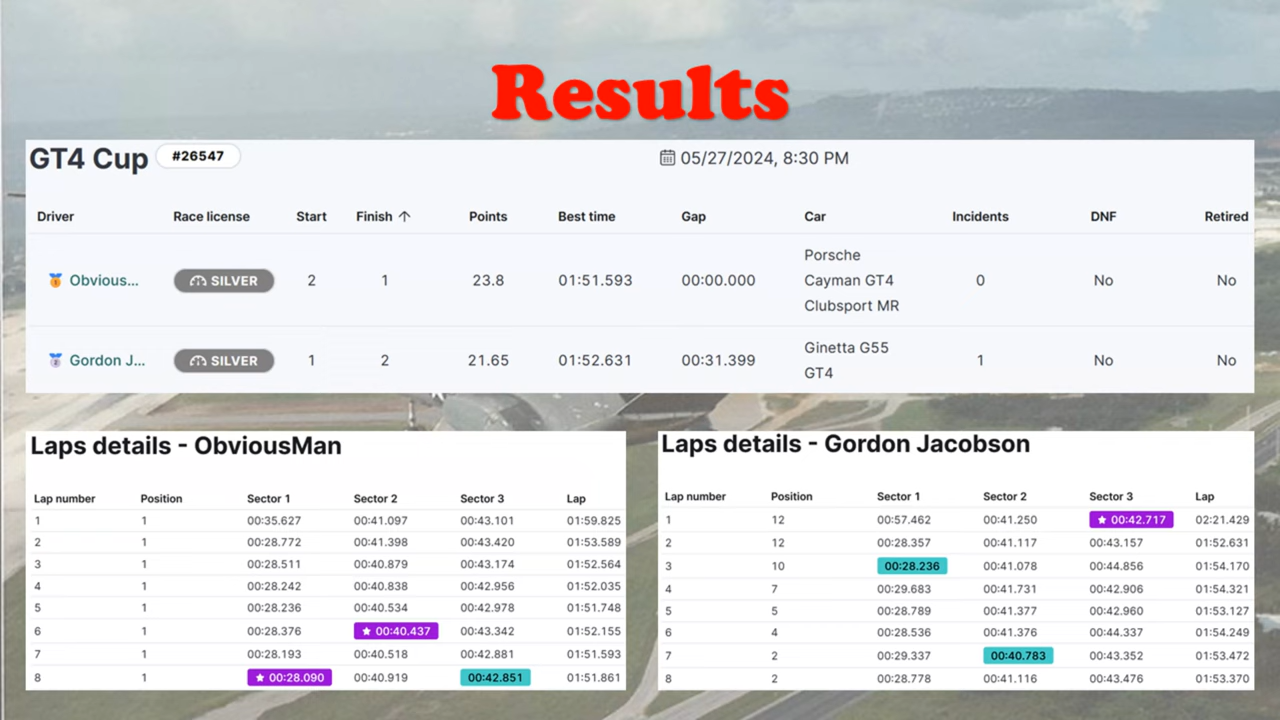 Results
GT4 Cup #26547 05/27/2024, 8:30 PM
Driver Race license Start Finish ↑ Points Best time Gap Car Incidents DNF Retired
Obvious... SILVER 2 1 23.8 01:51.593 00:00.000 Porsche Cayman GT4 Clubsport MR 0 No No
Gordon J... SILVER 1 2 21.65 01:52.631 00:31.399 Ginetta G55 GT4 1 No No
Laps details - ObviousMan
Lap number Position Sector 1 Sector 2 Sector 3 Lap
1 1 00:35.627 00:41.097 00:43.101 01:59.825
2 1 00:28.772 00:41.398 00:43.420 01:53.589
3 1 00:28.511 00:40.879 00:43.174 01:52.564
4 1 00:28.242 00:40.838 00:42.956 01:52.035
5 1 00:28.236 00:40.534 00:42.978 01:51.748
6 1 00:28.376 ★ 00:40.437 00:43.342 01:52.155
7 1 00:28.193 00:40.518 00:42.881 01:51.593
8 1 ★ 00:28.090 00:40.919 00:42.851 01:51.861
Laps details - Gordon Jacobson
Lap number Position Sector 1 Sector 2 Sector 3 Lap
1 12 00:57.462 00:41.250 ★ 00:42.717 02:21.429
2 12 00:28.357 00:41.117 00:43.157 01:52.631
3 10 00:28.236 00:41.078 00:44.856 01:54.170
4 7 00:29.683 00:41.731 00:42.906 01:54.321
5 5 00:28.789 00:41.377 00:42.960 01:53.127
6 4 00:28.536 00:41.376 00:44.337 01:54.249
7 2 00:29.337 00:40.783 00:43.352 01:53.472
8 2 00:28.778 00:41.116 00:43.476 01:53.370